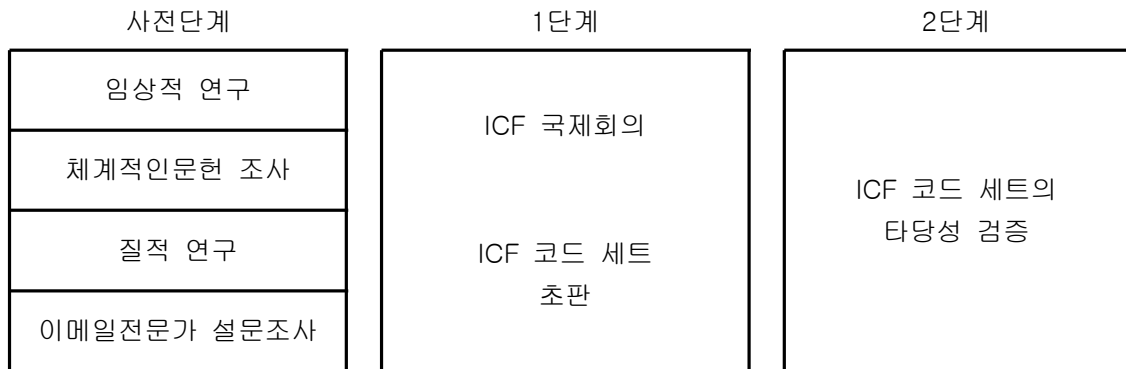 사전단계
임상적 연구
체계적인문헌 조사
질적 연구
이메일전문가 설문조사
1단계
ICF 국제회의
ICF 코드 세트
초판
2단계
ICF 코드 세트의
타당성 검증